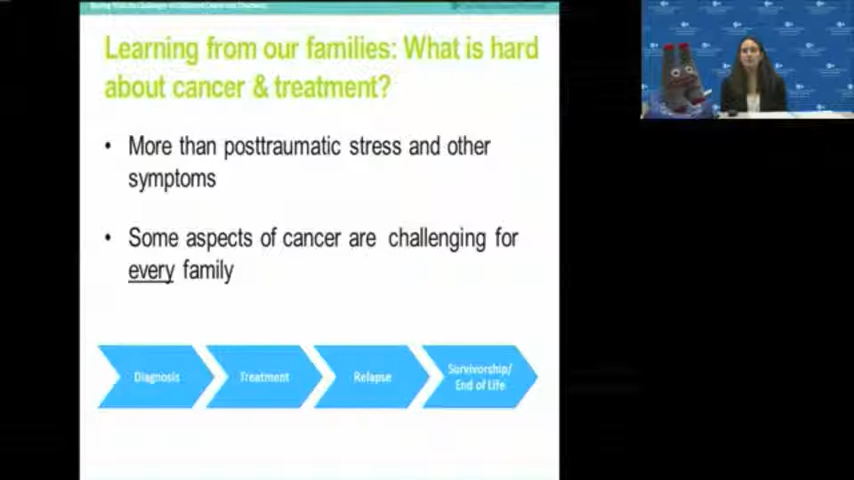 Learning from our families: What is hard
about cancer & treatment?
• More than posttraumatic stress and other
symptoms
• Some aspects of cancer are challenging for
every family
Diagnosis
Treatment
Relapse
Survivorship/
End of Life